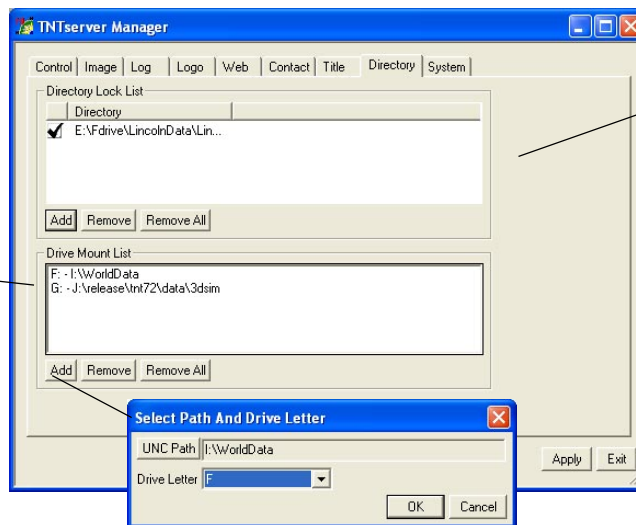 TNTserver Manager
Control Image Log Logo Web Contact Title Directory System
Directory Lock List
Directory
E:\Fdrive\LincolnData\Lin...
Add Remove Remove All
Drive Mount List
F: - I:\WorldData
G: - J:\release\tnt72\data\3dsim
Add Remove Remove All
Select Path And Drive Letter
UNC Path I:\WorldData
Drive Letter F
OK Cancel
Apply Exit